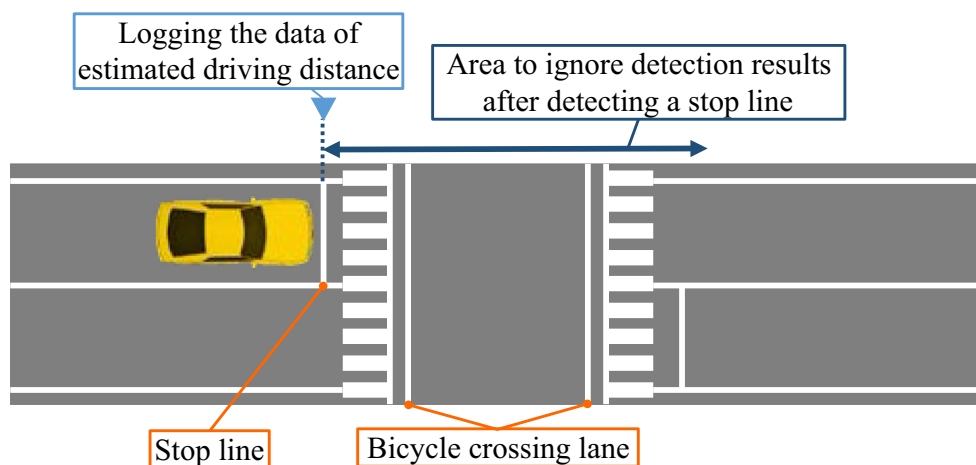 Logging the data of
estimated driving distance
Area to ignore detection results
after detecting a stop line
Stop line
Bicycle crossing lane